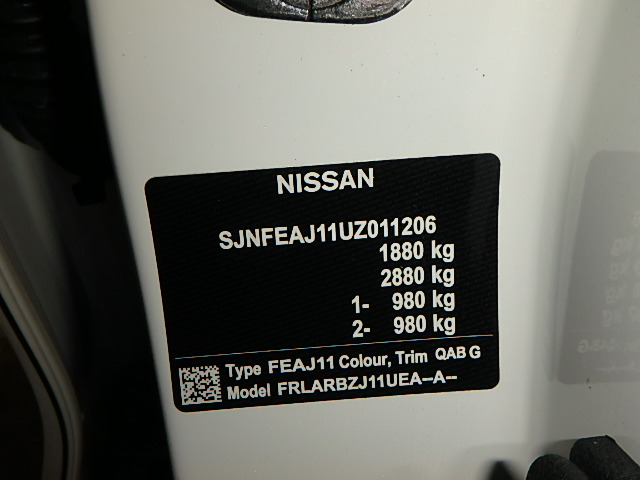 NISSAN
SJNFEAJ11UZ011206
1880 kg
2880 kg
1- 980 kg
2- 980 kg
Type FEAJ11 Colour, Trim QAB G
Model FRLARBZJ11UEA-A--